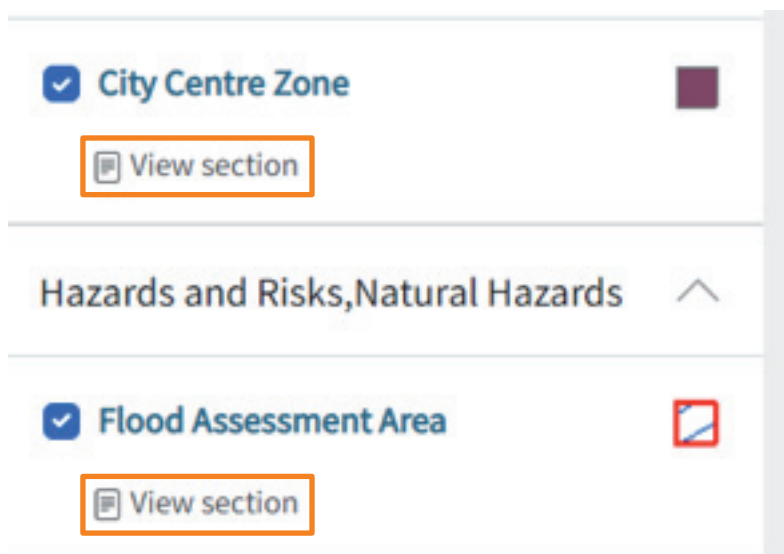 City Centre Zone
View section
Hazards and Risks,Natural Hazards
Flood Assessment Area
View section